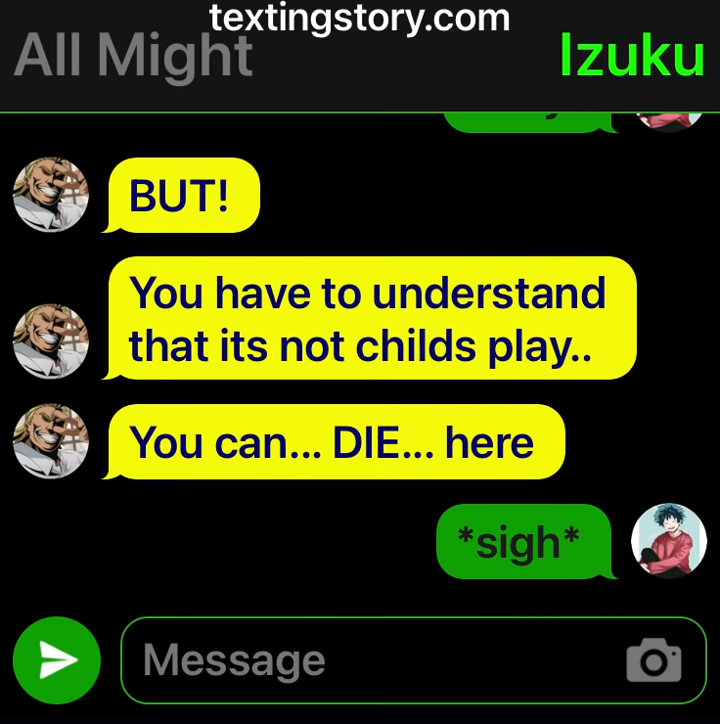 textingstory.com
All Might
Izuku
BUT!
You have to understand
that its not childs play..
You can... DIE... here
*sigh*
Message